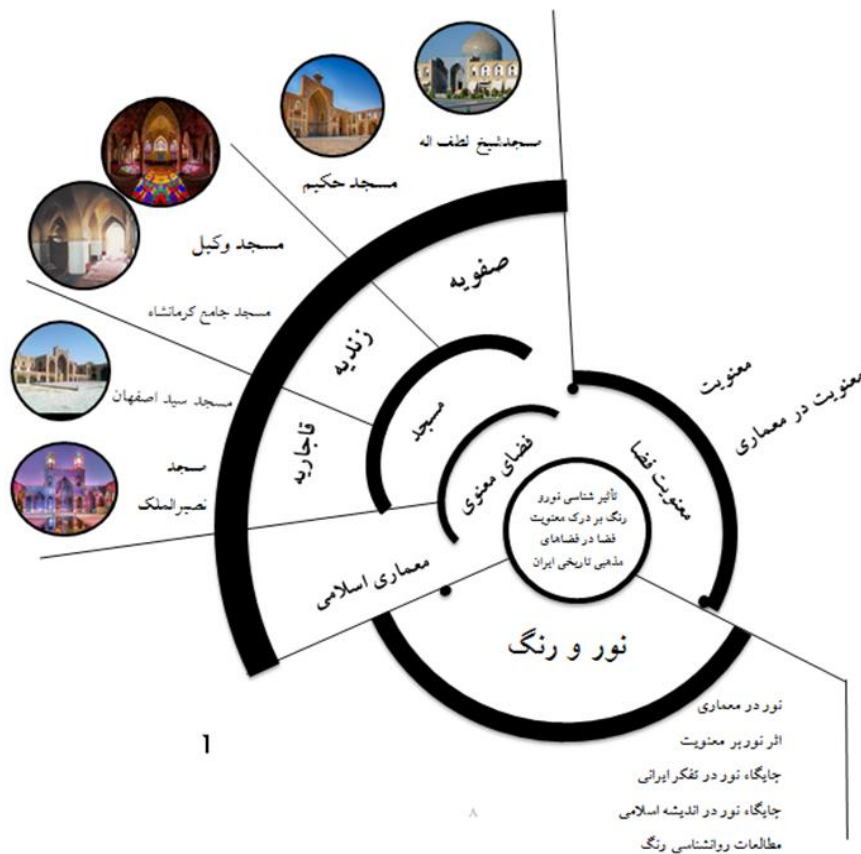 مسجدشیخ لطف اله
مسجد حکیم
مسجد وکیل
مسجد جامع کرمانشاه
مسجد سید اصفهان
مسجد
نصیرالملک
صفویه
زندیه
قاجاریه
مسجد
فضای معنوی
معماری اسلامی
معنویت
معنویت در معماری
معنویت فضا
تأثیر شناسی نورو
رنگ بر درک معنویت
فضا در فضاهای
مذهبی تاریخی ایران
نور و رنگ
نور در معماری
اثر نوربر معنویت
جایگاه نور در تفکر ایرانی
جایگاه نور در اندیشه اسلامی
مطالعات روانشناسی رنگ
1
۸